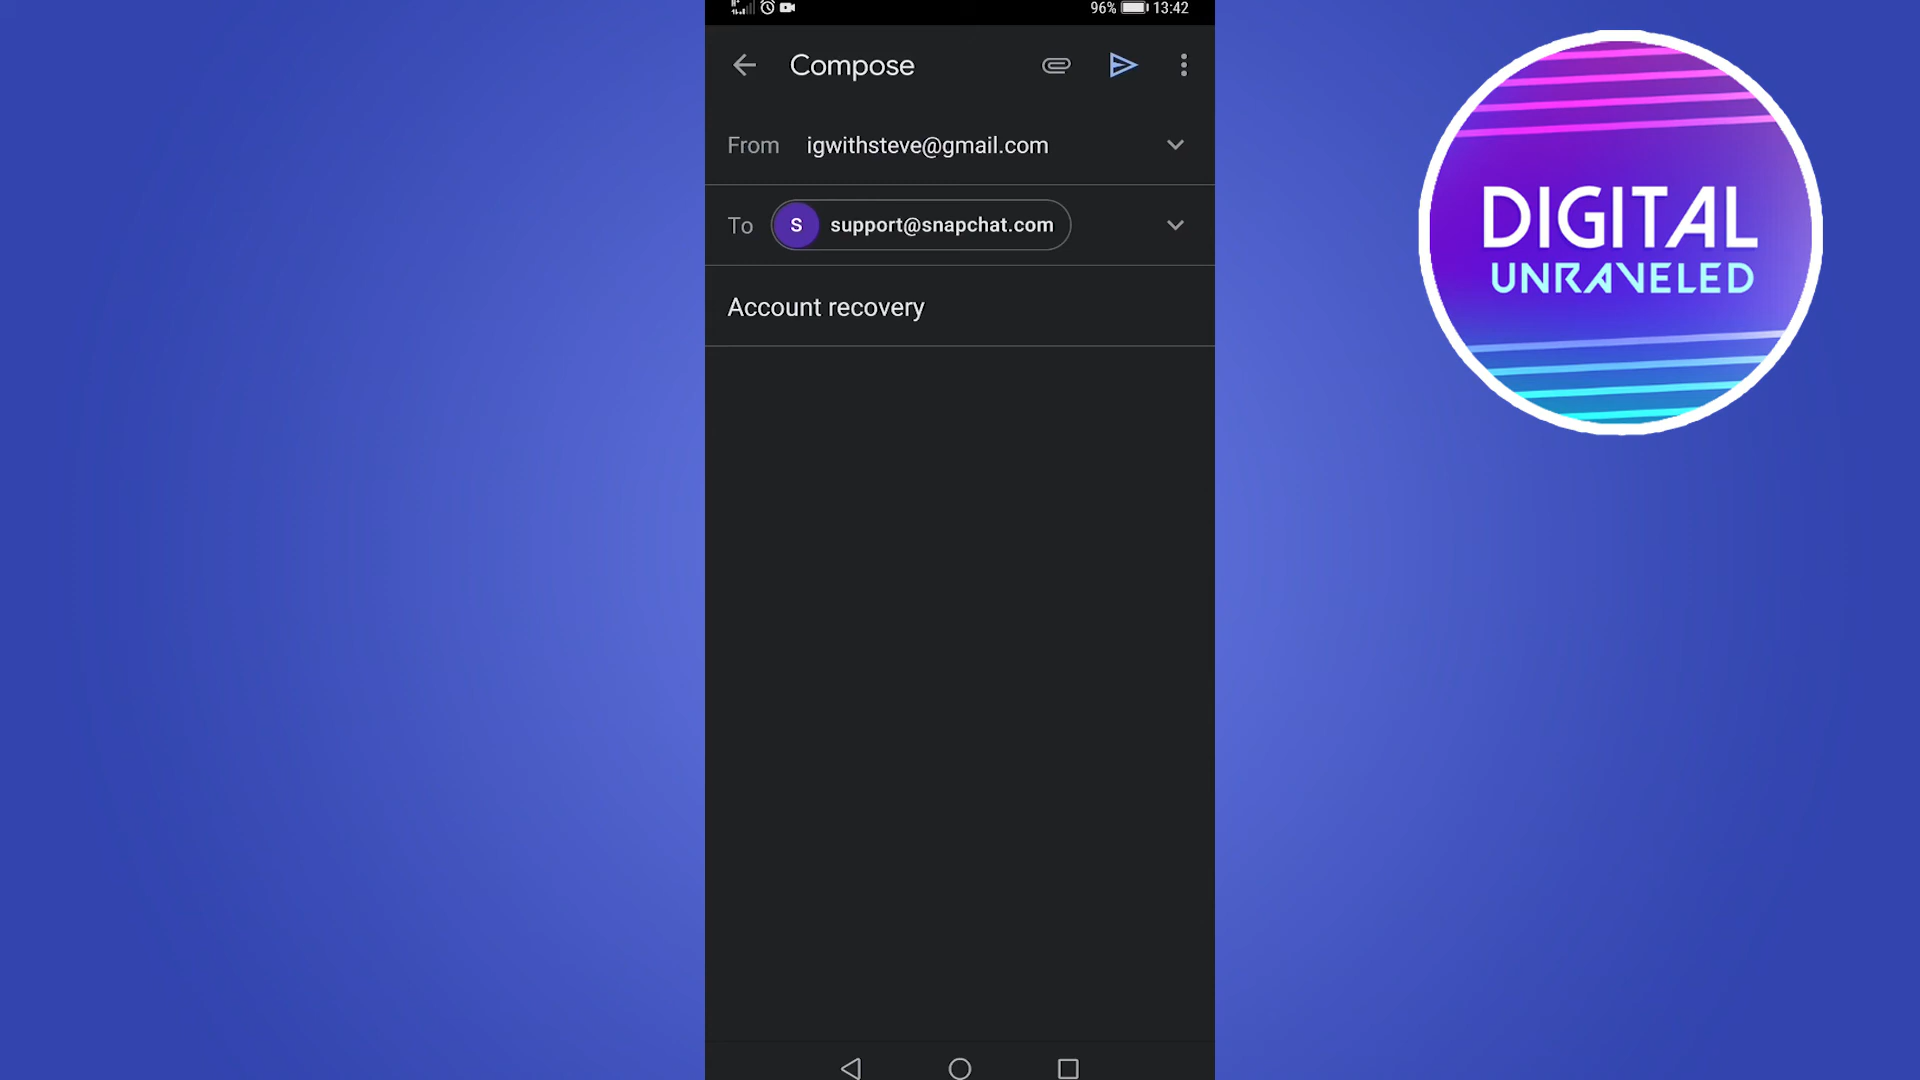 96% 13:42
Compose
From igwithsteve@gmail.com
To S support@snapchat.com
Account recovery
DIGITAL
UNRAVELED